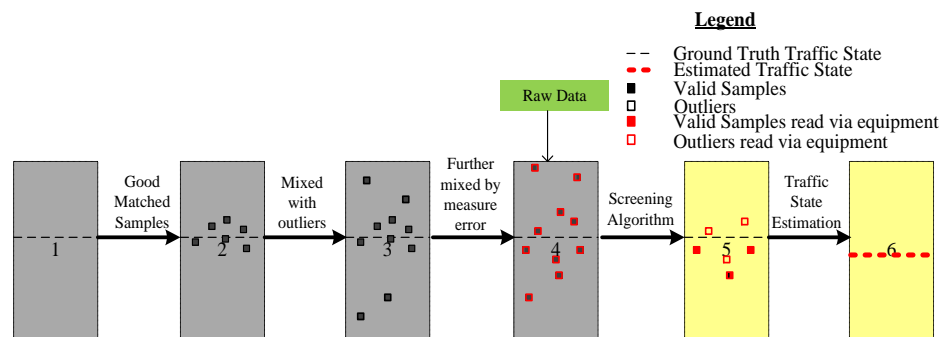 Legend
Ground Truth Traffic State
Estimated Traffic State
Valid Samples
Outliers
Valid Samples read via equipment
Outliers read via equipment
Raw Data
Good
Matched
Samples
Mixed
with
outliers
Further
mixed by
measure
error
Screening
Algorithm
Traffic
State
Estimation
1
2
3
4
5
6